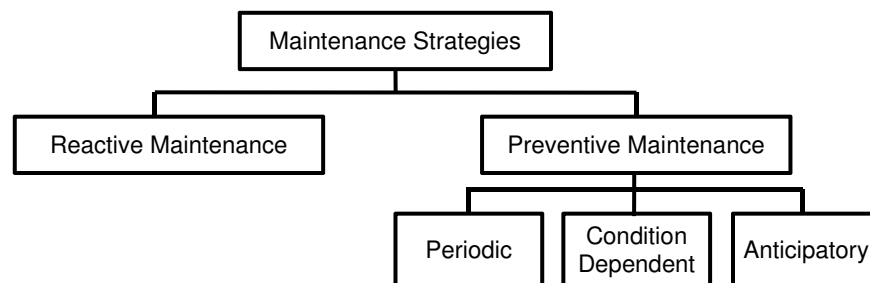 Maintenance Strategies
Reactive Maintenance
Preventive Maintenance
Periodic
Condition
Dependent
Anticipatory